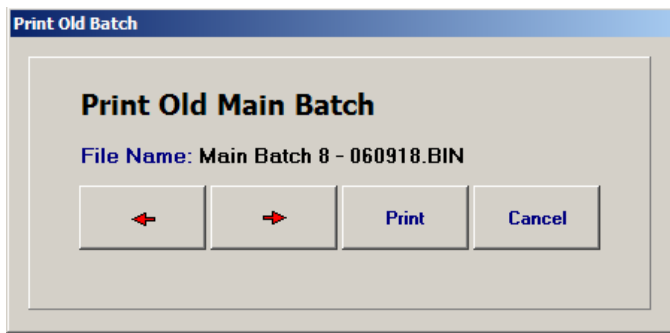 Print Old Batch
Print Old Main Batch
File Name: Main Batch 8 - 060918.BIN
Print Cancel